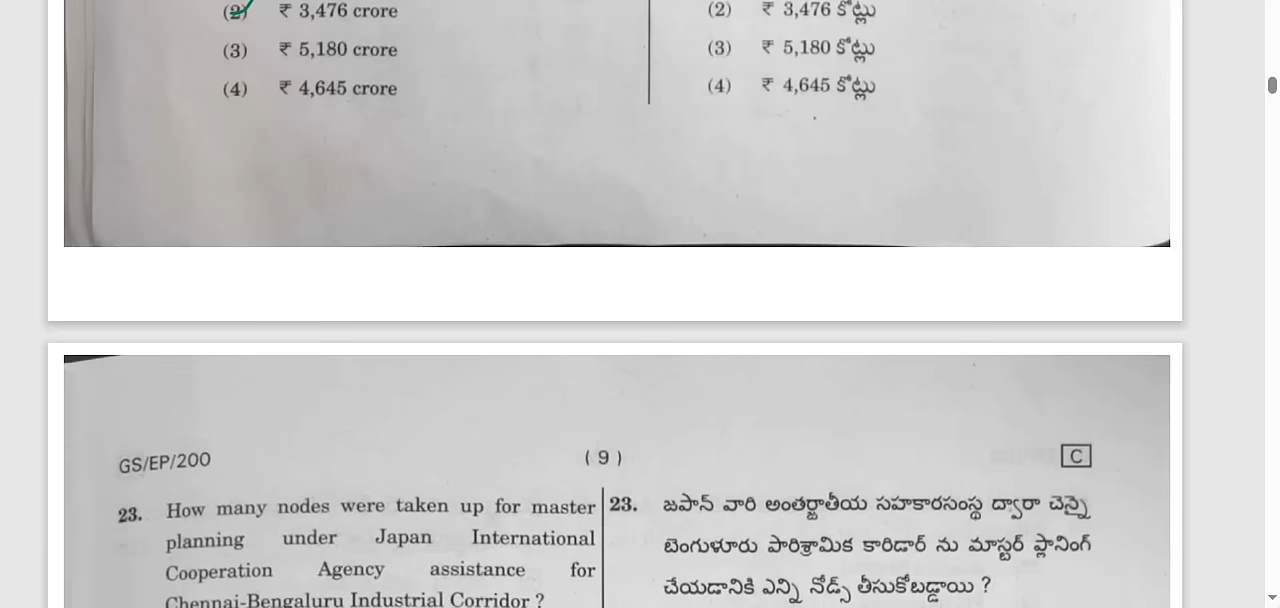 (2) ₹ 3,476 crore
(3) ₹ 5,180 crore
(4) ₹ 4,645 crore
(2) ₹ 3,476 కోట్లు
(3) ₹ 5,180 కోట్లు
(4) ₹ 4,645 కోట్లు
GS/EP/200 ( 9 ) C
23. How many nodes were taken up for master
planning under Japan International
Cooperation Agency assistance for
Chennai-Bengaluru Industrial Corridor ?
23. జపాన్ వారి అంతర్జాతీయ సహకారసంస్థ ద్వారా చెన్నై
బెంగుళూరు పారిశ్రామిక కారిడార్ ను మాస్టర్ ప్లానింగ్
చేయడానికి ఎన్ని నోడ్స్ తీసుకోబడ్డాయి ?